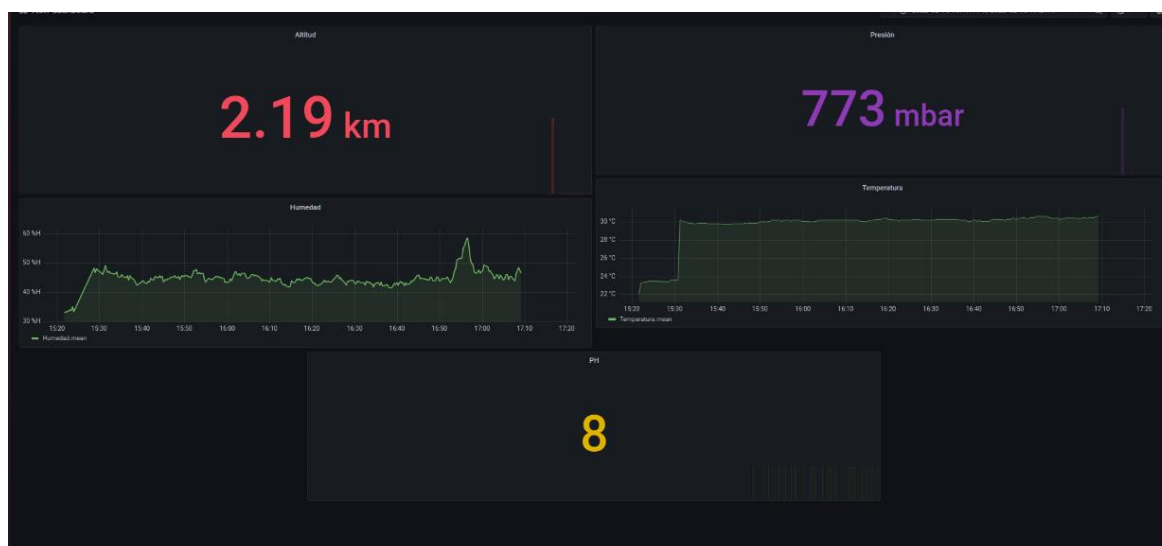 Altitud
2.19 km
Presión
773 mbar
Humedad
60 %H
50 %H
40 %H
30 %H
15:20 15:30 15:40 15:50 16:00 16:10 16:20 16:30 16:40 16:50 17:00 17:10 17:20
Humedad mean
Temperatura
30 °C
28 °C
26 °C
24 °C
22 °C
15:20 15:30 15:40 15:50 16:00 16:10 16:20 16:30 16:40 16:50 17:00 17:10 17:20
Temperatura mean
PH
8